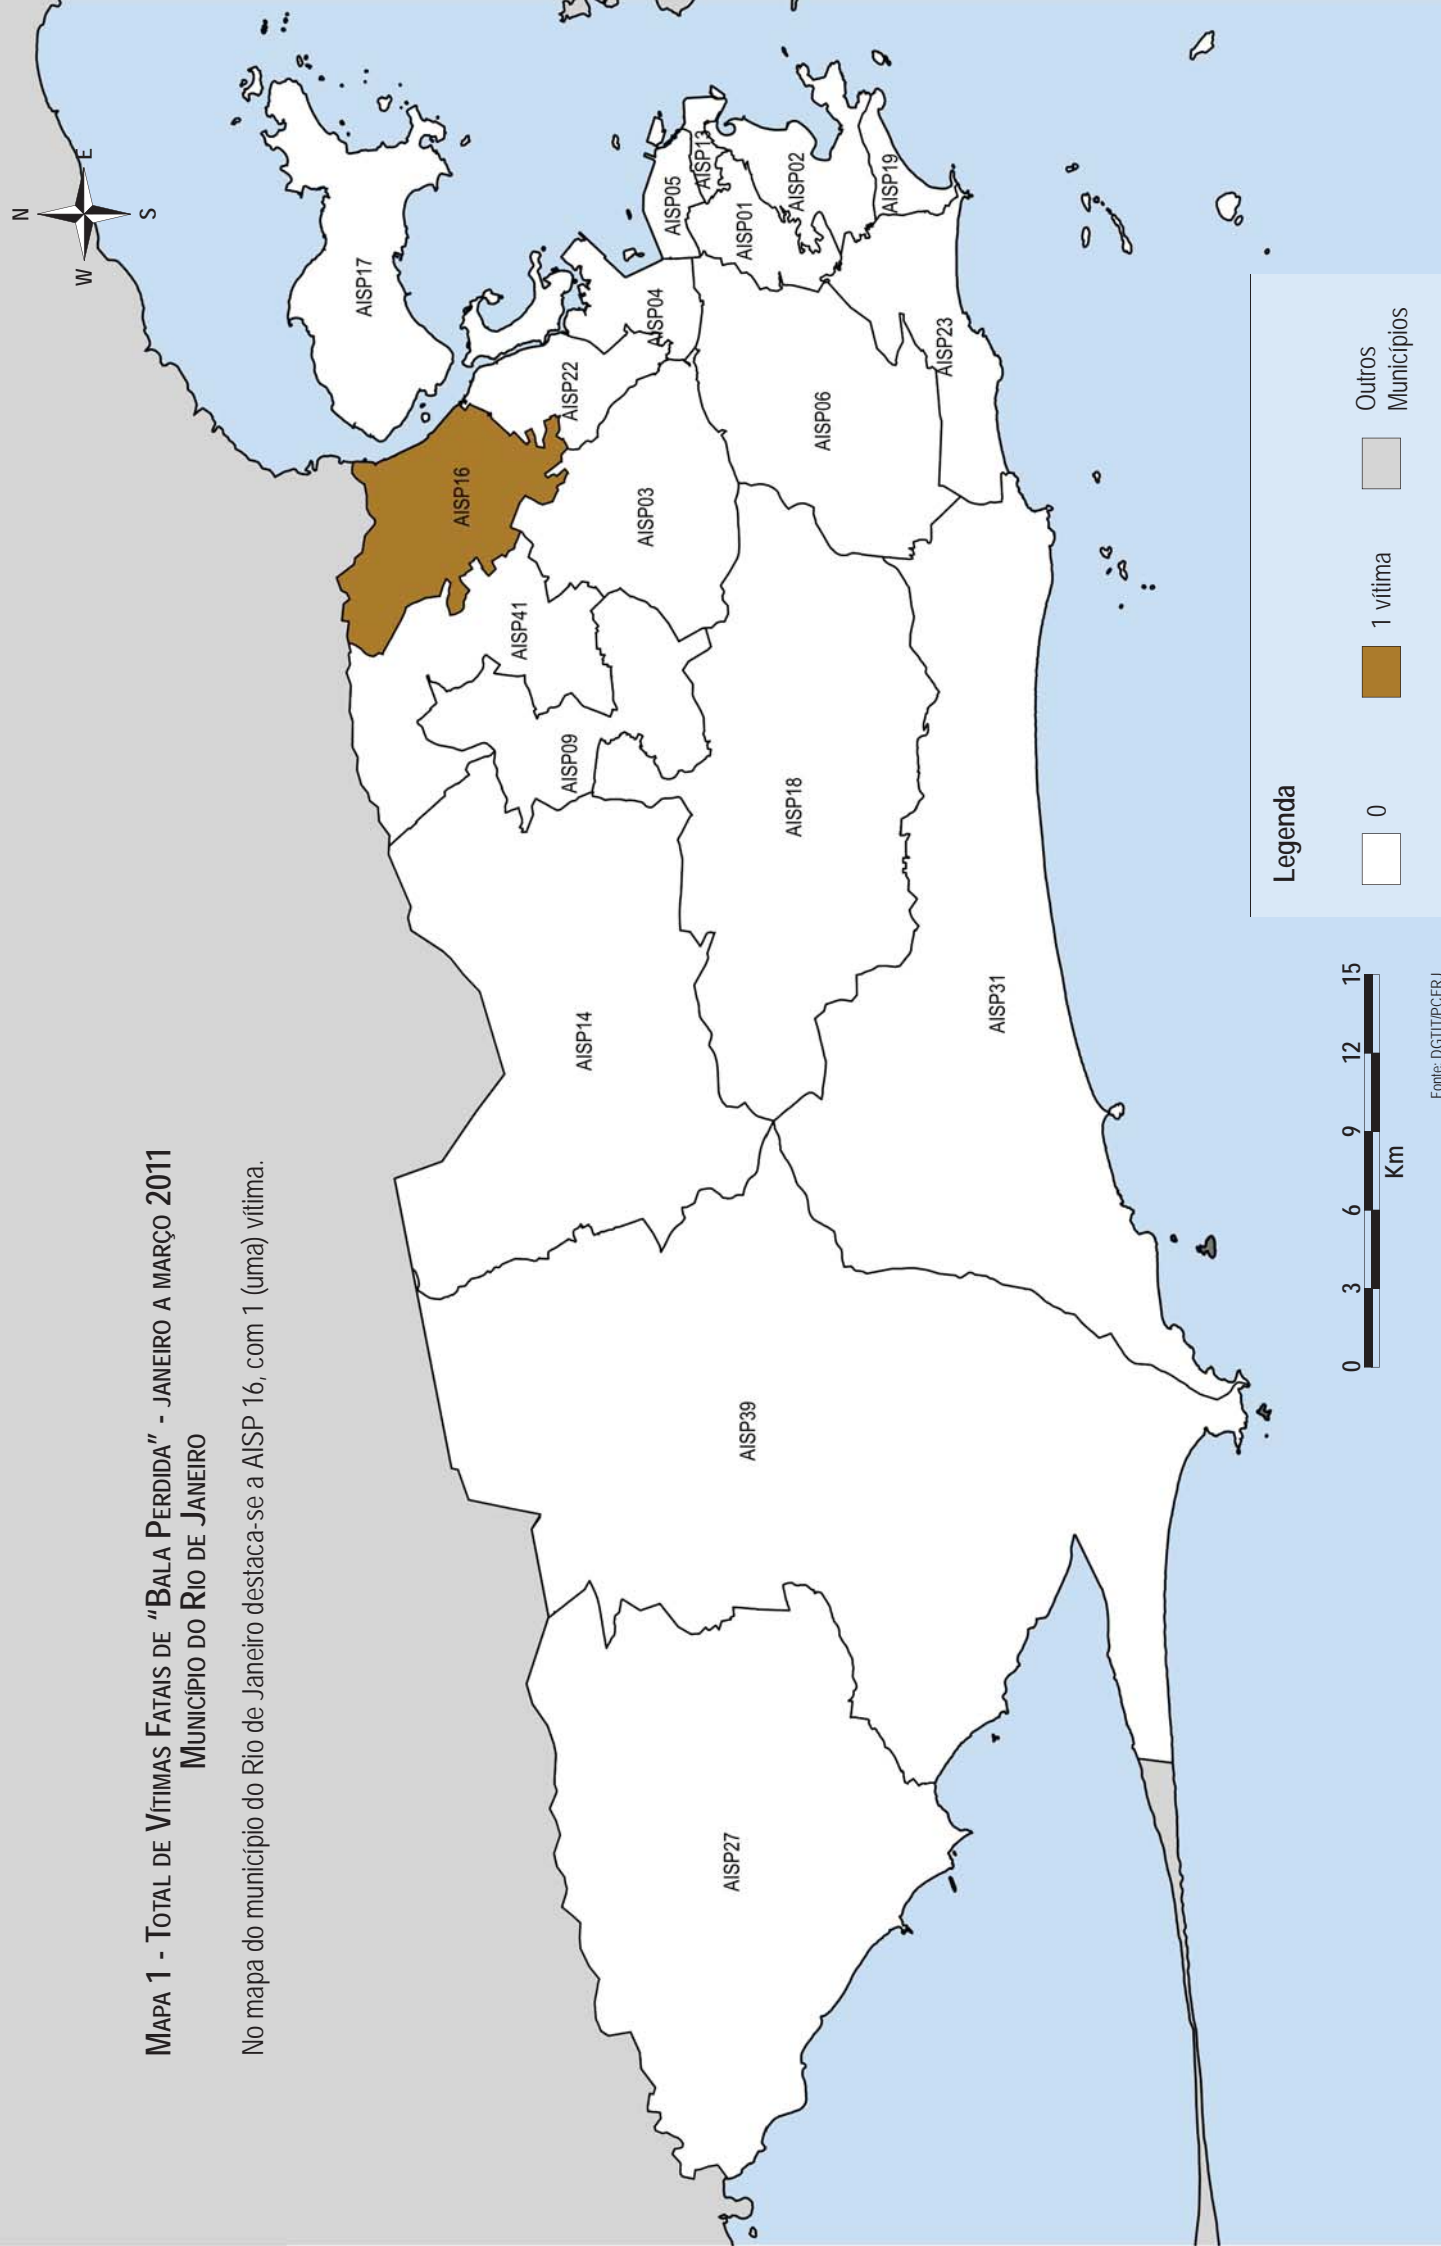 MAPA 1 - TOTAL DE VÍTIMAS FATAIS DE “BALA PERDIDA” - JANEIRO A MARÇO 2011
MUNICÍPIO DO RIO DE JANEIRO
No mapa do município do Rio de Janeiro destaca-se a AISP 16, com 1 (uma) vítima.
N
W
E
S
AISP17
AISP16
AISP22
AISP04
AISP05
AISP13
AISP01
AISP02
AISP19
AISP23
AISP06
AISP03
AISP41
AISP09
AISP18
AISP14
AISP31
AISP39
AISP27
Legenda
0
1 vítima
Outros
Municípios
0 3 6 9 12 15
Km
Fonte: DGTIT/PCERJ